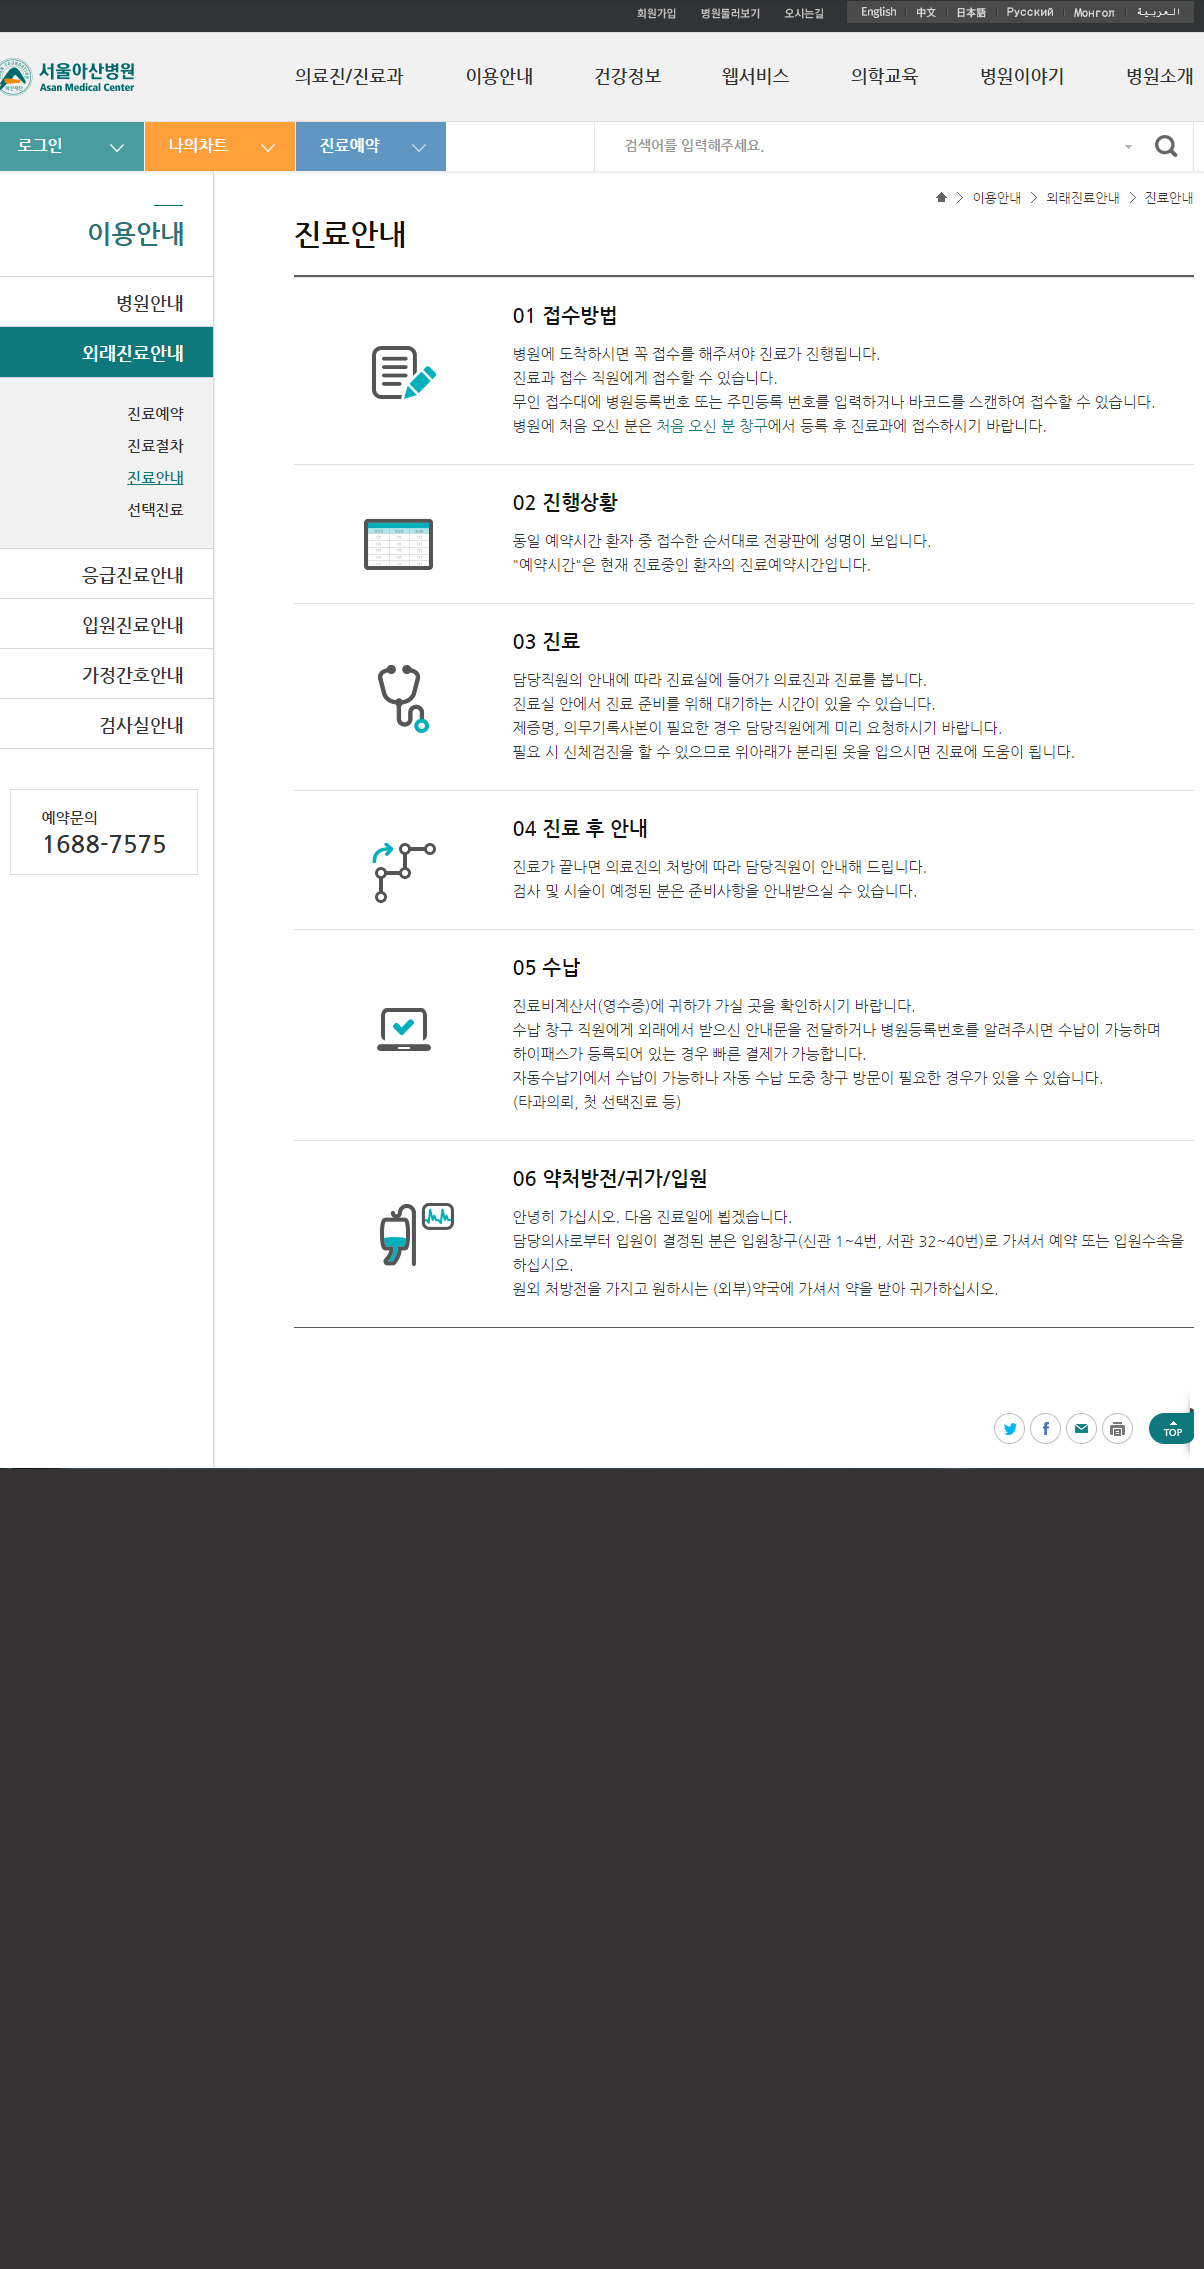 회원가입 병원둘러보기 오시는길 English 中文 日本語 Русский Монгол العربية
서울아산병원
Asan Medical Center
의료진/진료과 이용안내 건강정보 웹서비스 의학교육 병원이야기 병원소개
로그인 나의차트 진료예약 검색어를 입력해주세요.
이용안내 외래진료안내 진료안내
이용안내
병원안내
외래진료안내
진료예약
진료절차
진료안내
선택진료
응급진료안내
입원진료안내
가정간호안내
검사실안내
예약문의
1688-7575
진료안내
01 접수방법
병원에 도착하시면 꼭 접수를 해주셔야 진료가 진행됩니다.
진료과 접수 직원에게 접수할 수 있습니다.
무인 접수대에 병원등록번호 또는 주민등록 번호를 입력하거나 바코드를 스캔하여 접수할 수 있습니다.
병원에 처음 오신 분은 처음 오신 분 창구에서 등록 후 진료과에 접수하시기 바랍니다.
02 진행상황
동일 예약시간 환자 중 접수한 순서대로 전광판에 성명이 보입니다.
"예약시간"은 현재 진료중인 환자의 진료예약시간입니다.
03 진료
담당직원의 안내에 따라 진료실에 들어가 의료진과 진료를 봅니다.
진료실 안에서 진료 준비를 위해 대기하는 시간이 있을 수 있습니다.
제증명, 의무기록사본이 필요한 경우 담당직원에게 미리 요청하시기 바랍니다.
필요 시 신체검진을 할 수 있으므로 위아래가 분리된 옷을 입으시면 진료에 도움이 됩니다.
04 진료 후 안내
진료가 끝나면 의료진의 처방에 따라 담당직원이 안내해 드립니다.
검사 및 시술이 예정된 분은 준비사항을 안내받으실 수 있습니다.
05 수납
진료비계산서(영수증)에 귀하가 가실 곳을 확인하시기 바랍니다.
수납 창구 직원에게 외래에서 받으신 안내문을 전달하거나 병원등록번호를 알려주시면 수납이 가능하며
하이패스가 등록되어 있는 경우 빠른 결제가 가능합니다.
자동수납기에서 수납이 가능하나 자동 수납 도중 창구 방문이 필요한 경우가 있을 수 있습니다.
(타과의뢰, 첫 선택진료 등)
06 약처방전/귀가/입원
안녕히 가십시오. 다음 진료일에 뵙겠습니다.
담당의사로부터 입원이 결정된 분은 입원창구(신관 1~4번, 서관 32~40번)로 가셔서 예약 또는 입원수속을
하십시오.
원외 처방전을 가지고 원하시는 (외부)약국에 가셔서 약을 받아 귀가하십시오.
TOP